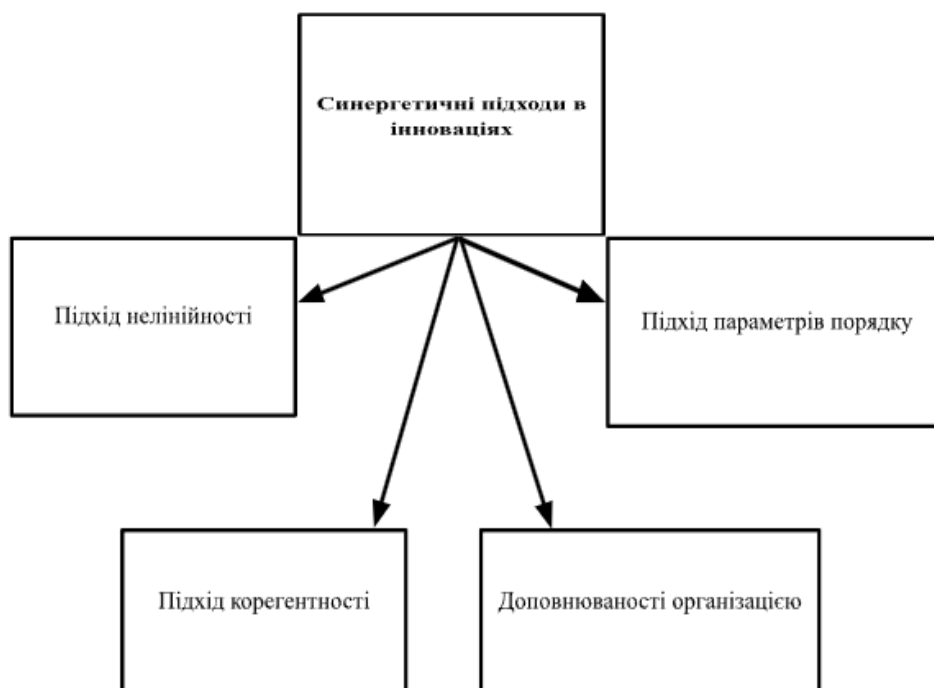 Синергетичні підходи в
інноваціях
Підхід нелінійності
Підхід параметрів порядку
Підхід корегентності
Доповнюваності організацією